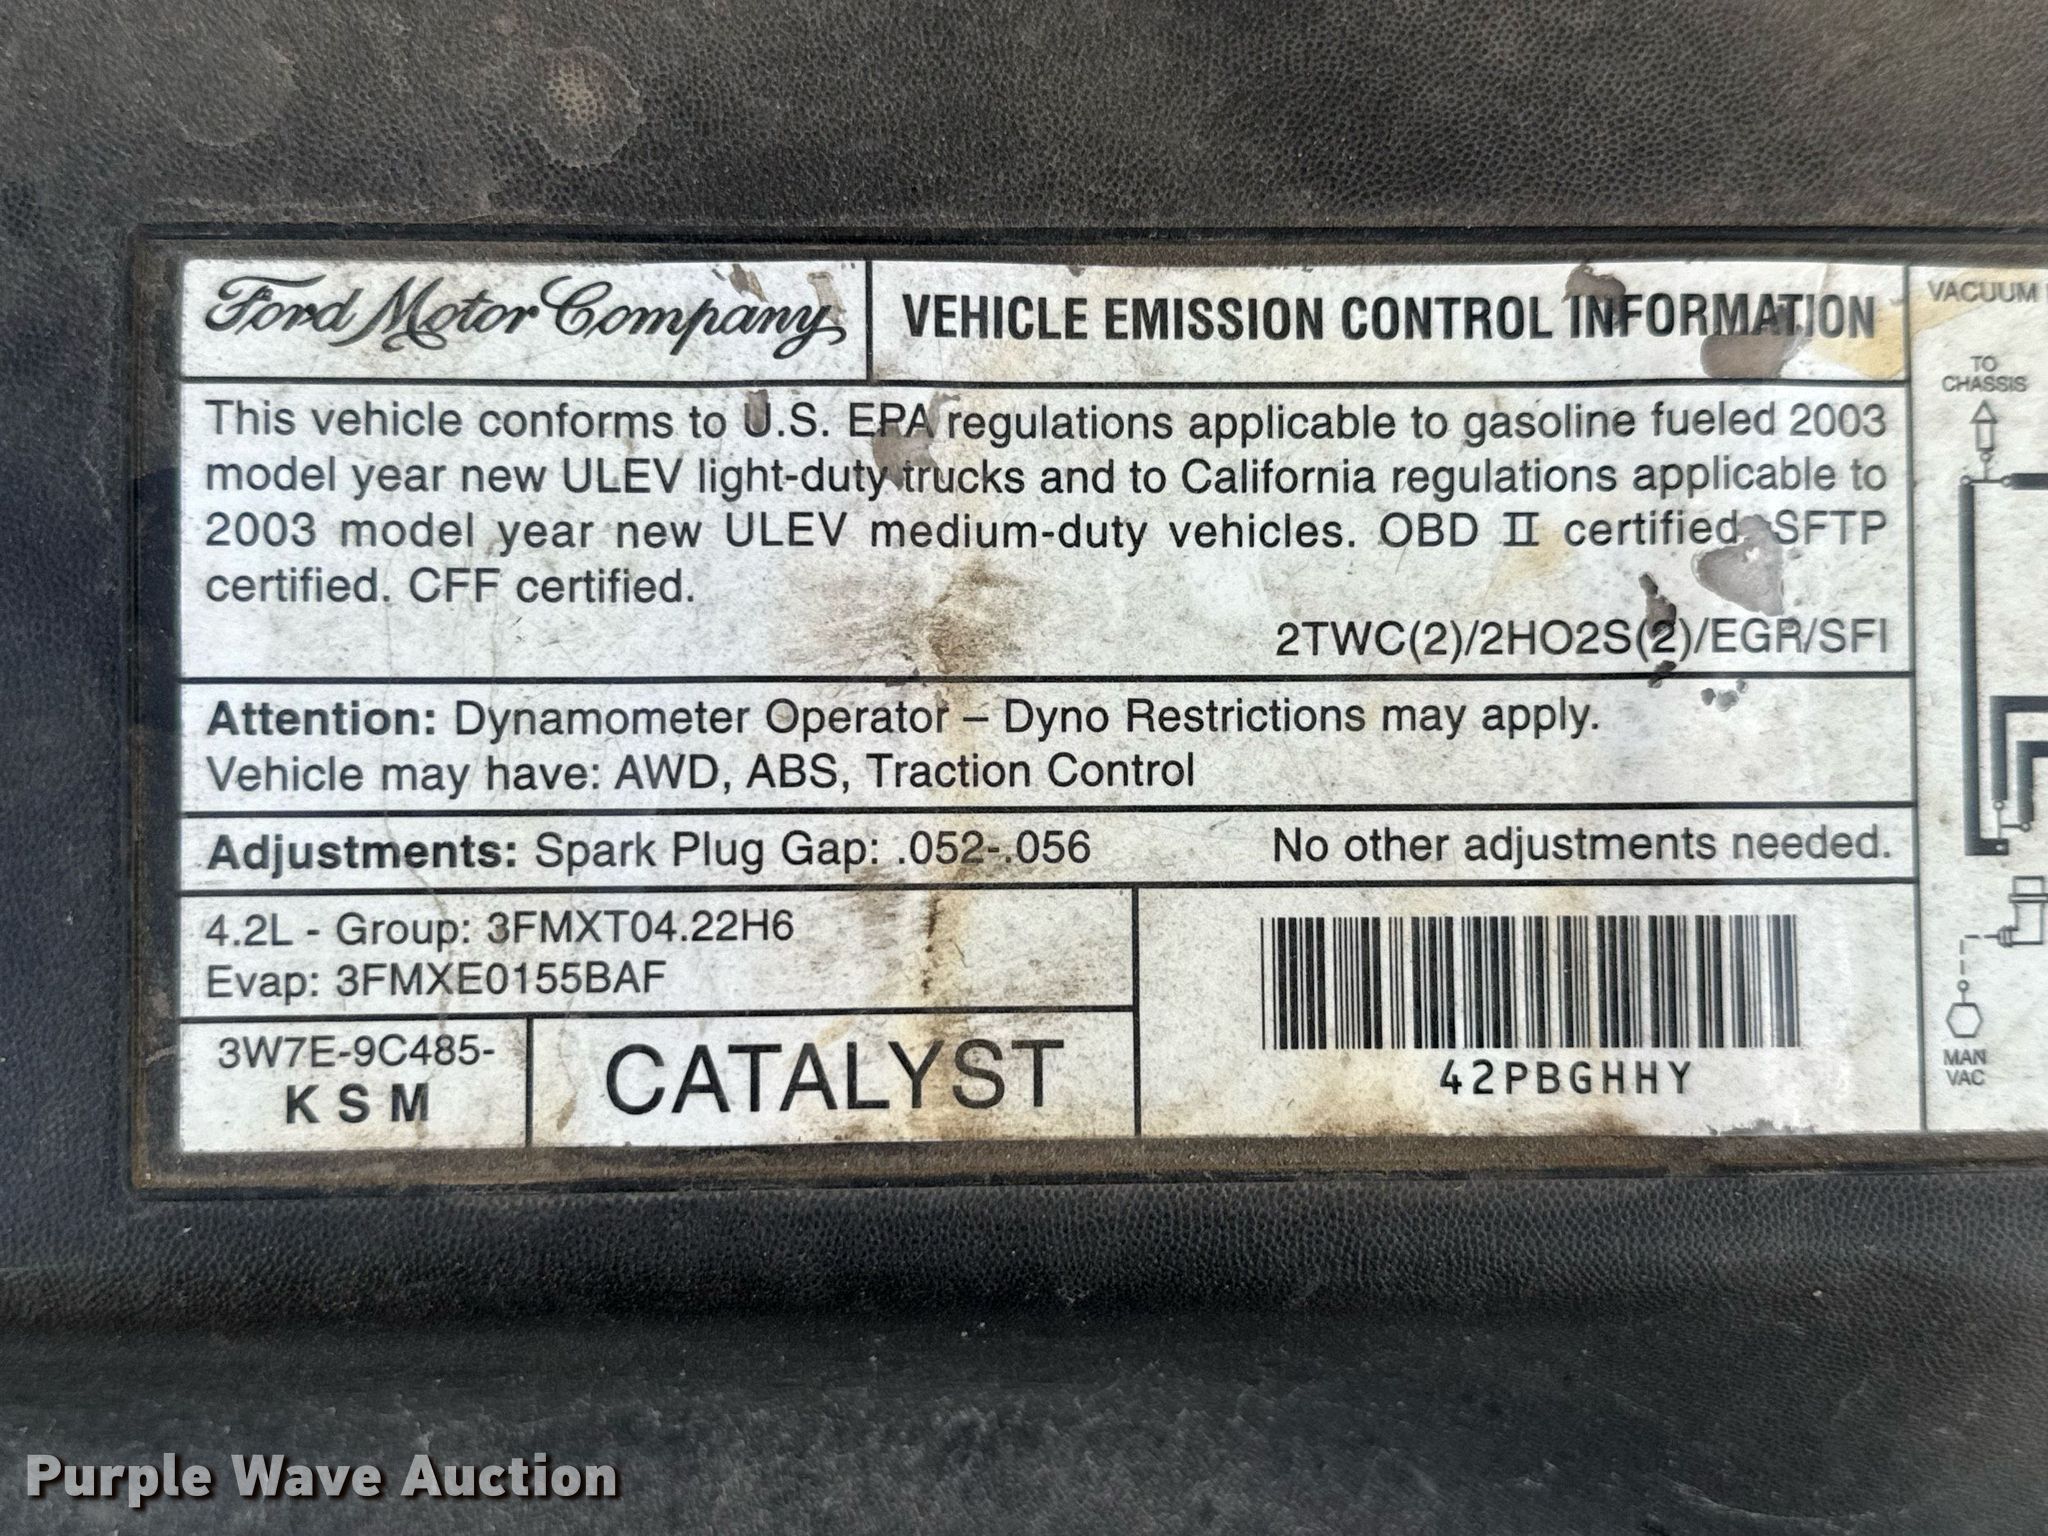 Ford Motor Company
VEHICLE EMISSION CONTROL INFORMATION
This vehicle conforms to U.S. EPA regulations applicable to gasoline fueled 2003
model year new ULEV light-duty trucks and to California regulations applicable to
2003 model year new ULEV medium-duty vehicles. OBD II certified. SFTP
certified. CFF certified.
2TWC(2)/2HO2S(2)/EGR/SFI
Attention: Dynamometer Operator – Dyno Restrictions may apply.
Vehicle may have: AWD, ABS, Traction Control
Adjustments: Spark Plug Gap: .052-.056 No other adjustments needed.
4.2L - Group: 3FMXT04.22H6
Evap: 3FMXE0155BAF
3W7E-9C485-
KSM
CATALYST
42PBGHHY
VACUUM
TO
CHASSIS
MAN
VAC
Purple Wave Auction